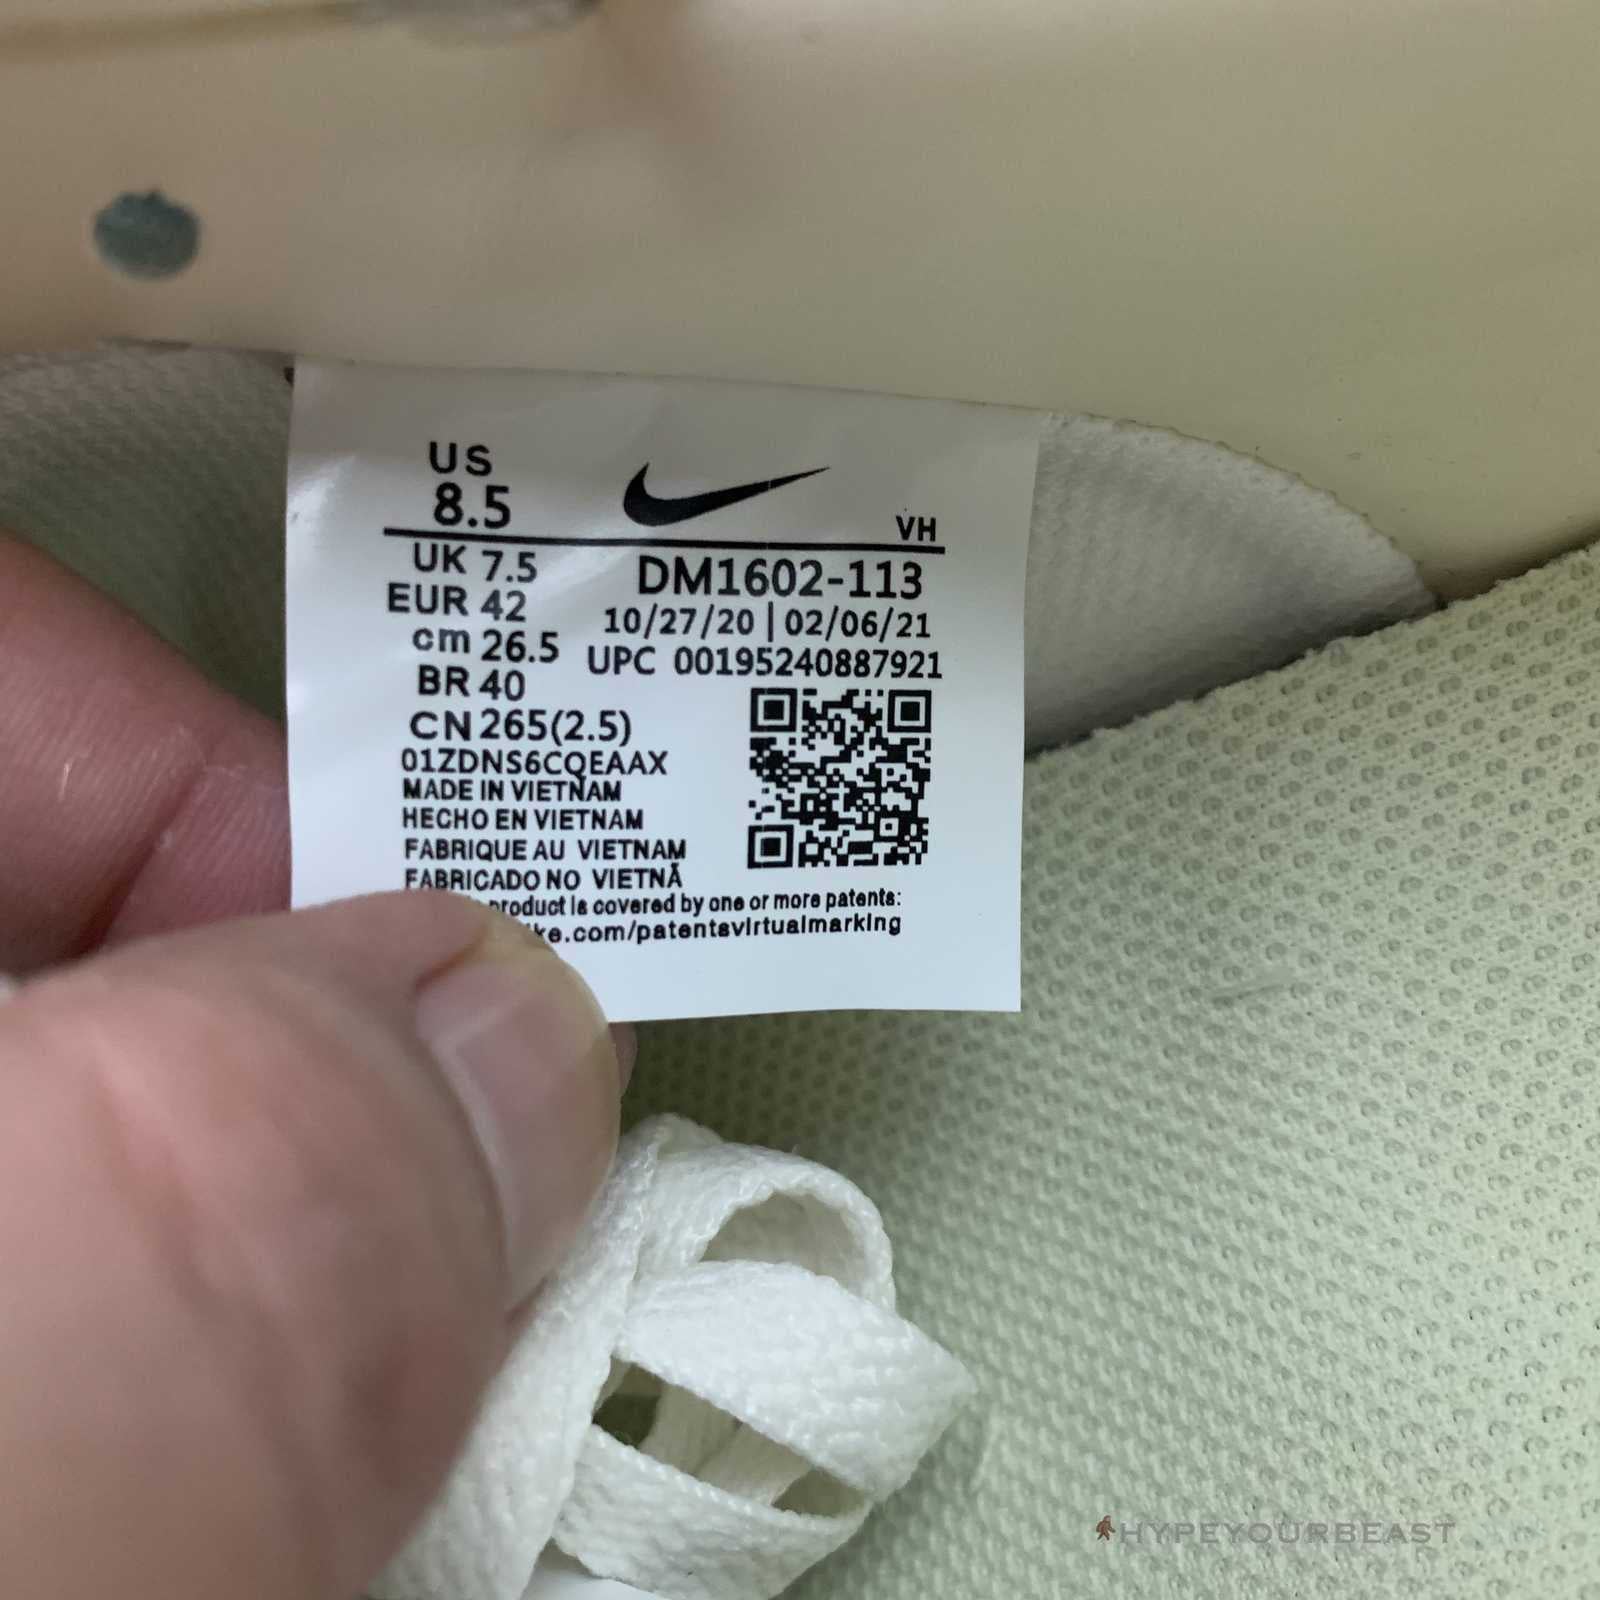 US
8.5
VH
UK 7.5
DM1602-113
EUR 42
10/27/20 | 02/06/21
cm 26.5
UPC 00195240887921
BR 40
CN 265(2.5)
01ZDNS6CQEAAX
MADE IN VIETNAM
HECHO EN VIETNAM
FABRIQUE AU VIETNAM
FABRICADO NO VIETNÃ
product is covered by one or more patents:
ike.com/patentsvirtualmarking
HYPEYOURBEAST